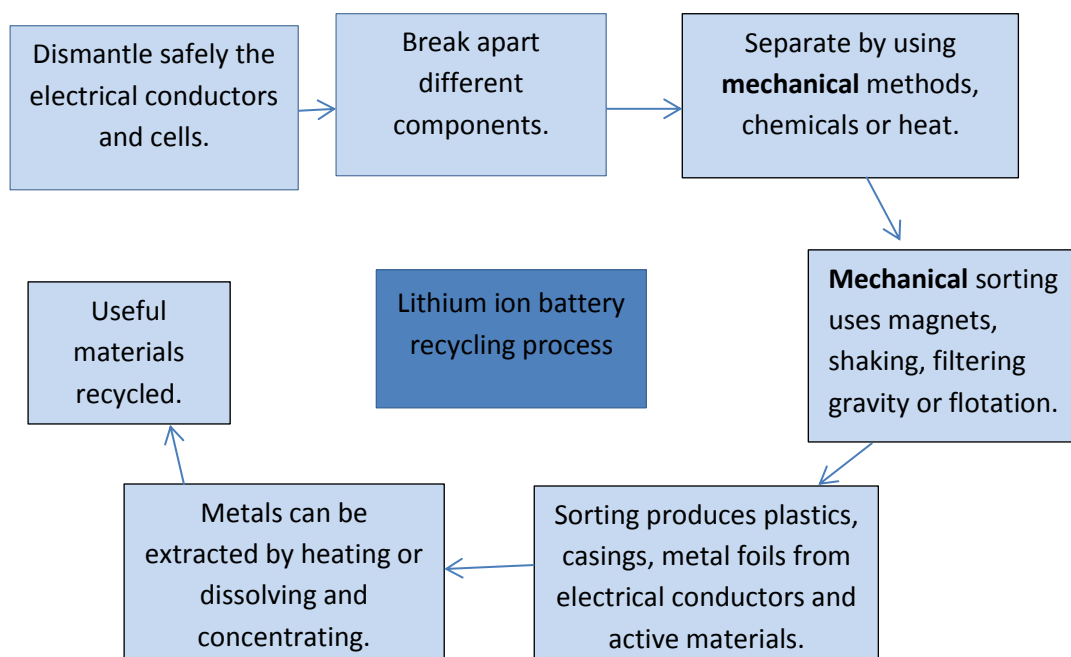 Dismantle safely the
electrical conductors
and cells.
Break apart
different
components.
Separate by using
mechanical methods,
chemicals or heat.
Mechanical sorting
uses magnets,
shaking, filtering
gravity or flotation.
Sorting produces plastics,
casings, metal foils from
electrical conductors and
active materials.
Metals can be
extracted by heating or
dissolving and
concentrating.
Useful
materials
recycled.
Lithium ion battery
recycling process